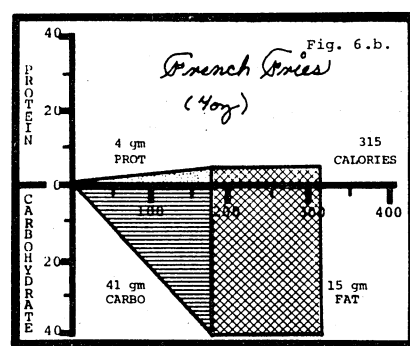 Fig. 6.b.
French Fries
(4oz)
PROTEIN
CARBOHYDRATE
40
20
0
20
40
100
200
300
400
4 gm
PROT
315
CALORIES
41 gm
CARBO
15 gm
FAT